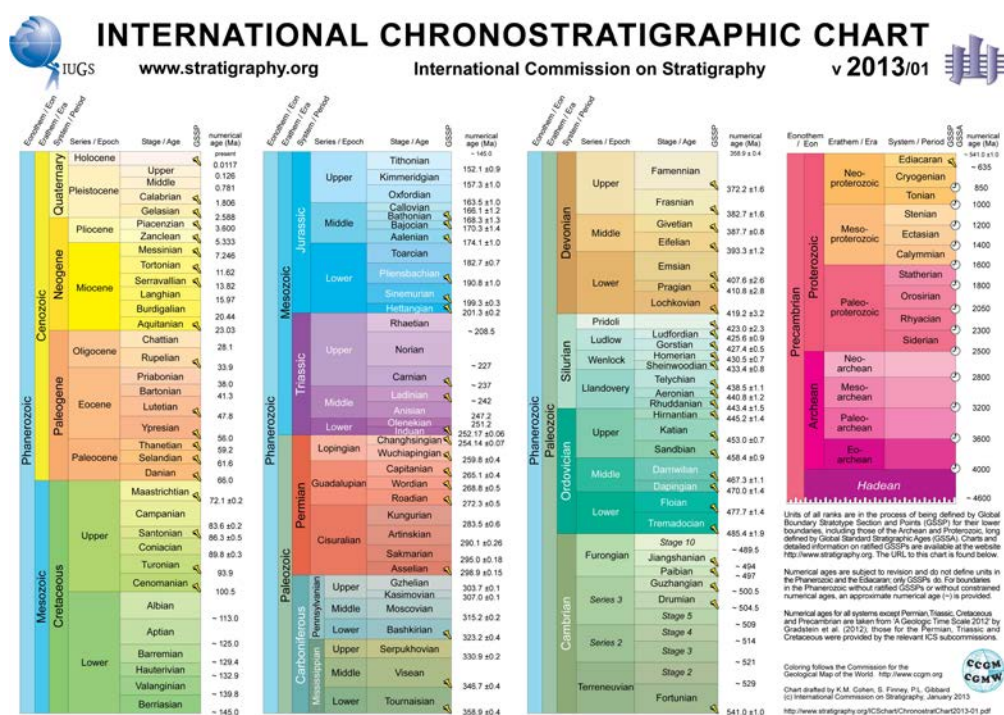 INTERNATIONAL CHRONOSTRATIGRAPHIC CHART
IUGS
www.stratigraphy.org International Commission on Stratigraphy v 2013/01
Eonothem / Eon
Erathem / Era
System / Period
Series / Epoch
Stage / Age
GSSP
numerical age (Ma)
Phanerozoic
Cenozoic
Quaternary
Holocene
present
0.0117
Pleistocene
Upper
0.126
Middle
0.781
Calabrian
1.806
Gelasian
2.588
Neogene
Pliocene
Piacenzian
3.600
Zanclean
5.333
Miocene
Messinian
7.246
Tortonian
11.62
Serravallian
13.82
Langhian
15.97
Burdigalian
20.44
Aquitanian
23.03
Paleogene
Oligocene
Chattian
28.1
Rupelian
33.9
Eocene
Priabonian
38.0
Bartonian
41.3
Lutetian
47.8
Ypresian
56.0
Paleocene
Thanetian
59.2
Selandian
61.6
Danian
66.0
Mesozoic
Cretaceous
Upper
Maastrichtian
72.1 ±0.2
Campanian
83.6 ±0.2
Santonian
86.3 ±0.5
Coniacian
89.8 ±0.3
Turonian
93.9
Cenomanian
100.5
Lower
Albian
~ 113.0
Aptian
~ 125.0
Barremian
~ 129.4
Hauterivian
~ 132.9
Valanginian
~ 139.8
Berriasian
~ 145.0
Eonothem / Eon
Erathem / Era
System / Period
Series / Epoch
Stage / Age
GSSP
numerical age (Ma)
Phanerozoic
Mesozoic
Jurassic
~ 145.0
Upper
Tithonian
152.1 ±0.9
Kimmeridgian
157.3 ±1.0
Oxfordian
163.5 ±1.0
Middle
Callovian
166.1 ±1.2
Bathonian
168.3 ±1.3
Bajocian
170.3 ±1.4
Aalenian
174.1 ±1.0
Lower
Toarcian
182.7 ±0.7
Pliensbachian
190.8 ±1.0
Sinemurian
199.3 ±0.3
Hettangian
201.3 ±0.2
Triassic
Upper
Rhaetian
~ 208.5
Norian
~ 227
Carnian
~ 237
Middle
Ladinian
~ 242
Anisian
247.2
Lower
Olenekian
251.2
Induan
252.17 ±0.06
Paleozoic
Permian
Lopingian
Changhsingian
254.14 ±0.07
Wuchiapingian
259.8 ±0.4
Guadalupian
Capitanian
265.1 ±0.4
Wordian
268.8 ±0.5
Roadian
272.3 ±0.5
Cisuralian
Kungurian
283.5 ±0.6
Artinskian
290.1 ±0.26
Sakmarian
295.0 ±0.18
Asselian
298.9 ±0.15
Carboniferous
Pennsylvanian
Upper
Gzhelian
303.7 ±0.1
Kasimovian
307.0 ±0.1
Middle
Moscovian
315.2 ±0.2
Lower
Bashkirian
323.2 ±0.4
Mississippian
Upper
Serpukhovian
330.9 ±0.2
Middle
Visean
346.7 ±0.4
Lower
Tournaisian
358.9 ±0.4
Eonothem / Eon
Erathem / Era
System / Period
Series / Epoch
Stage / Age
GSSP
numerical age (Ma)
Phanerozoic
Paleozoic
Devonian
358.9 ± 0.4
Upper
Famennian
372.2 ±1.6
Frasnian
382.7 ±1.6
Middle
Givetian
387.7 ±0.8
Eifelian
393.3 ±1.2
Lower
Emsian
407.6 ±2.6
Pragian
410.8 ±2.8
Lochkovian
419.2 ±3.2
Silurian
Pridoli
423.0 ±2.3
Ludlow
Ludfordian
425.6 ±0.9
Gorstian
427.4 ±0.5
Wenlock
Homerian
430.5 ±0.7
Sheinwoodian
433.4 ±0.8
Llandovery
Telychian
438.5 ±1.1
Aeronian
440.8 ±1.2
Rhuddanian
443.4 ±1.5
Ordovician
Upper
Hirnantian
445.2 ±1.4
Katian
453.0 ±0.7
Sandbian
458.4 ±0.9
Middle
Darriwilian
467.3 ±1.1
Dapingian
470.0 ±1.4
Lower
Floian
477.7 ±1.4
Tremadocian
485.4 ±1.9
Cambrian
Furongian
Stage 10
~ 489.5
Jiangshanian
~ 494
Paibian
~ 497
Series 3
Guzhangian
~ 500.5
Drumian
~ 504.5
Stage 5
~ 509
Series 2
Stage 4
~ 514
Stage 3
~ 521
Terreneuvian
Stage 2
~ 529
Fortunian
541.0 ±1.0
Eonothem / Eon
Erathem / Era
System / Period
GSSP
GSSA
numerical age (Ma)
Precambrian
Proterozoic
~ 541.0 ±1.0
Neo-
proterozoic
Ediacaran
~ 635
Cryogenian
850
Tonian
1000
Meso-
proterozoic
Stenian
1200
Ectasian
1400
Calymmian
1600
Paleo-
proterozoic
Statherian
1800
Orosirian
2050
Rhyacian
2300
Siderian
2500
Archean
Neo-
archean
2800
Meso-
archean
3200
Paleo-
archean
3600
Eo-
archean
4000
Hadean
~ 4600
Units of all ranks are in the process of being defined by Global
Boundary Stratotype Section and Points (GSSP) for their lower
boundaries, including those of the Archean and Proterozoic, long
defined by Global Standard Stratigraphic Ages (GSSA). Charts and
detailed information on ratified GSSPs are available at the website
http://www.stratigraphy.org. The URL to this chart is found below.
Numerical ages are subject to revision and do not define units in
the Phanerozoic and the Ediacaran; only GSSPs do. For boundaries
in the Phanerozoic without ratified GSSPs or without constrained
numerical ages, an approximate numerical age (~) is provided.
Numerical ages for all systems except Permian,Triassic, Cretaceous
and Precambrian are taken from 'A Geologic Time Scale 2012' by
Gradstein et al. (2012); those for the Permian, Triassic and
Cretaceous were provided by the relevant ICS subcommissions.
Coloring follows the Commission for the
Geological Map of the World. http://www.ccgm.org
CCGM
CGMW
Chart drafted by K.M. Cohen, S. Finney, P.L. Gibbard
(c) International Commission on Stratigraphy, January 2013
http://www.stratigraphy.org/ICSchart/ChronostratChart2013-01.pdf